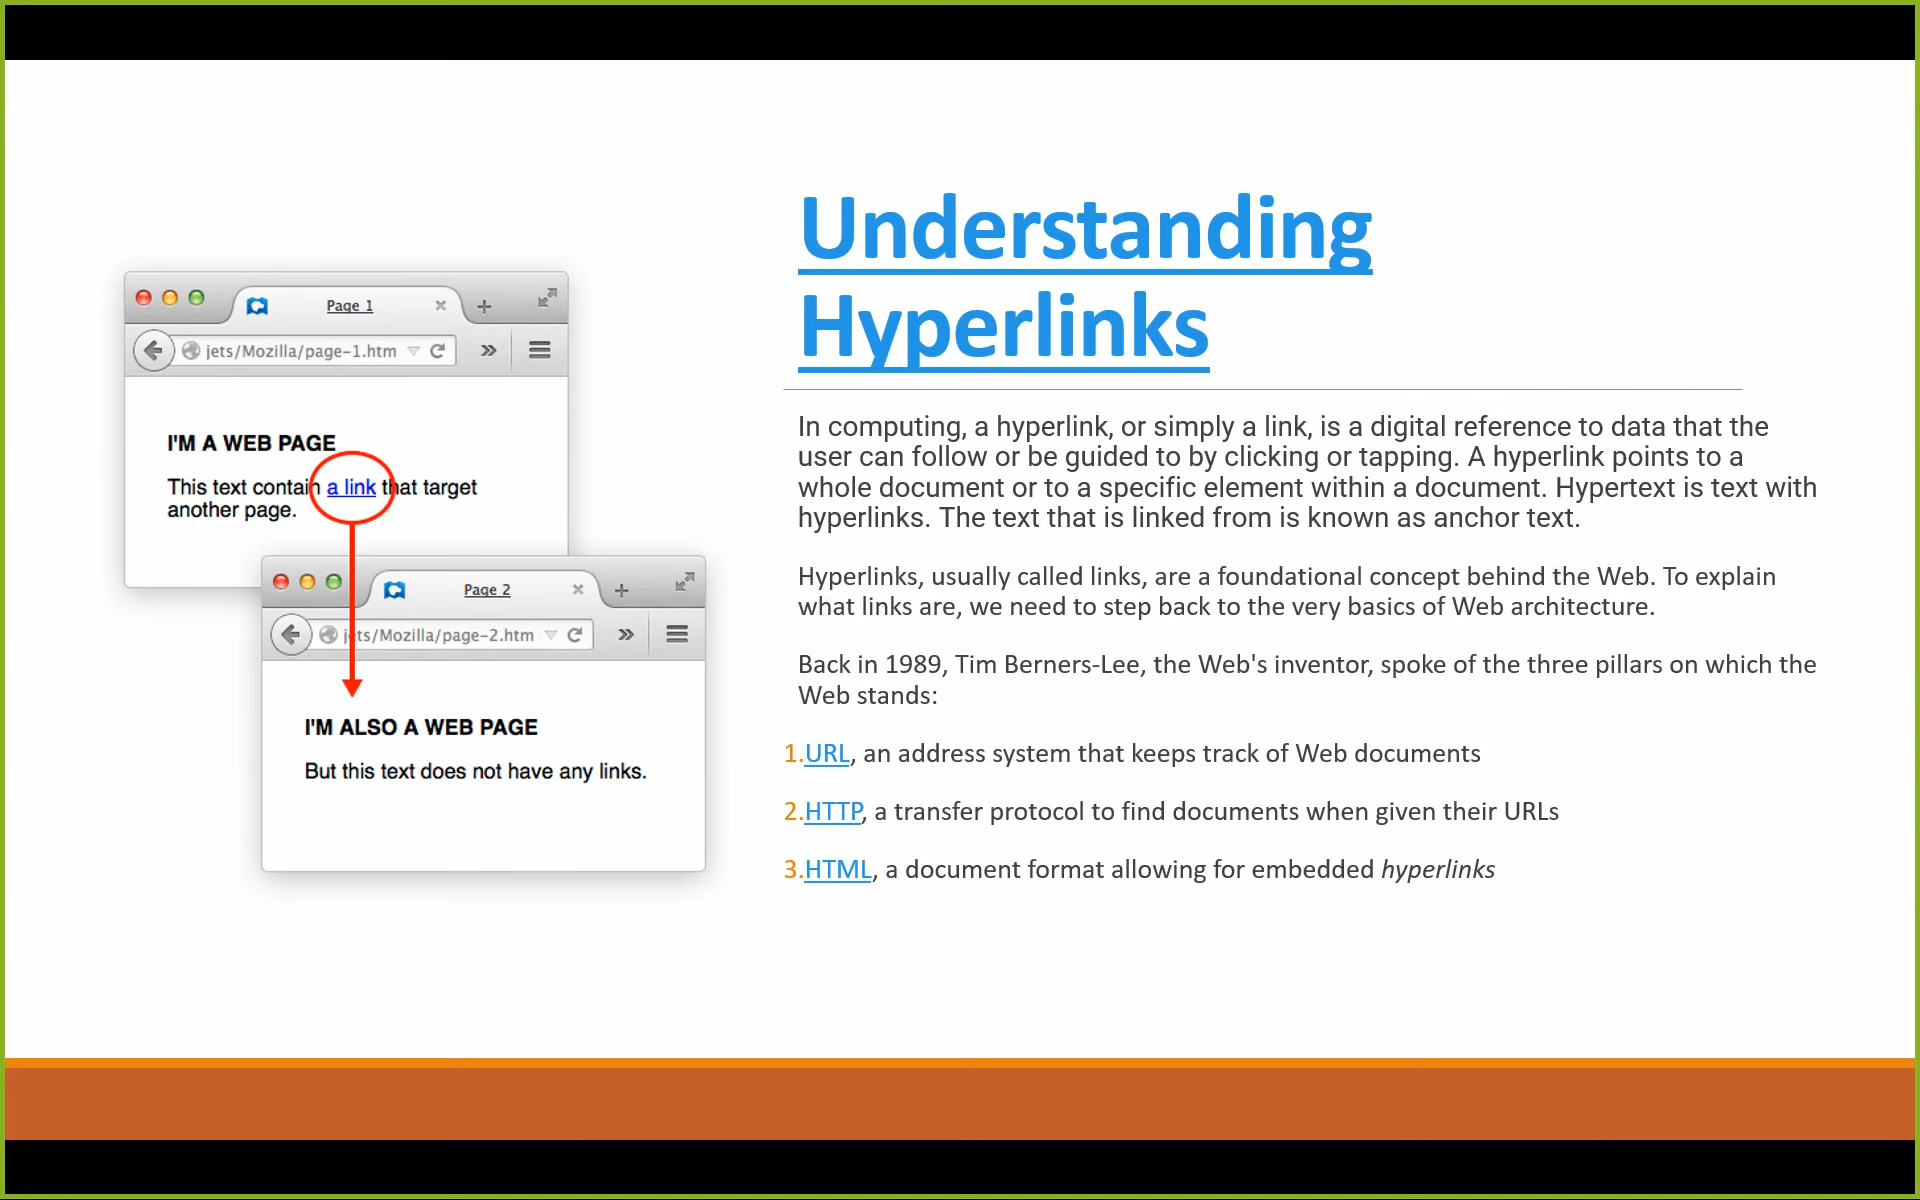 Understanding
Hyperlinks
Page 1
jets/Mozilla/page-1.htm
I'M A WEB PAGE
This text contain a link that target
another page.
Page 2
jets/Mozilla/page-2.htm
I'M ALSO A WEB PAGE
But this text does not have any links.
In computing, a hyperlink, or simply a link, is a digital reference to data that the
user can follow or be guided to by clicking or tapping. A hyperlink points to a
whole document or to a specific element within a document. Hypertext is text with
hyperlinks. The text that is linked from is known as anchor text.
Hyperlinks, usually called links, are a foundational concept behind the Web. To explain
what links are, we need to step back to the very basics of Web architecture.
Back in 1989, Tim Berners-Lee, the Web's inventor, spoke of the three pillars on which the
Web stands:
1.URL, an address system that keeps track of Web documents
2.HTTP, a transfer protocol to find documents when given their URLs
3.HTML, a document format allowing for embedded hyperlinks